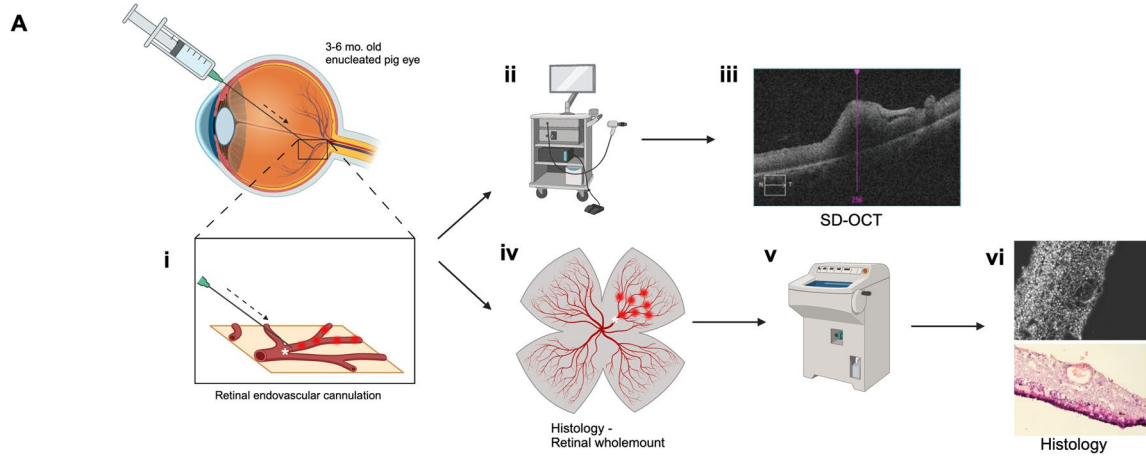 A
3-6 mo. old
enucleated pig eye
ii
iii
N T
256
SD-OCT
i
*
Retinal endovascular cannulation
iv
*
Histology -
Retinal wholemount
v
vi
Histology